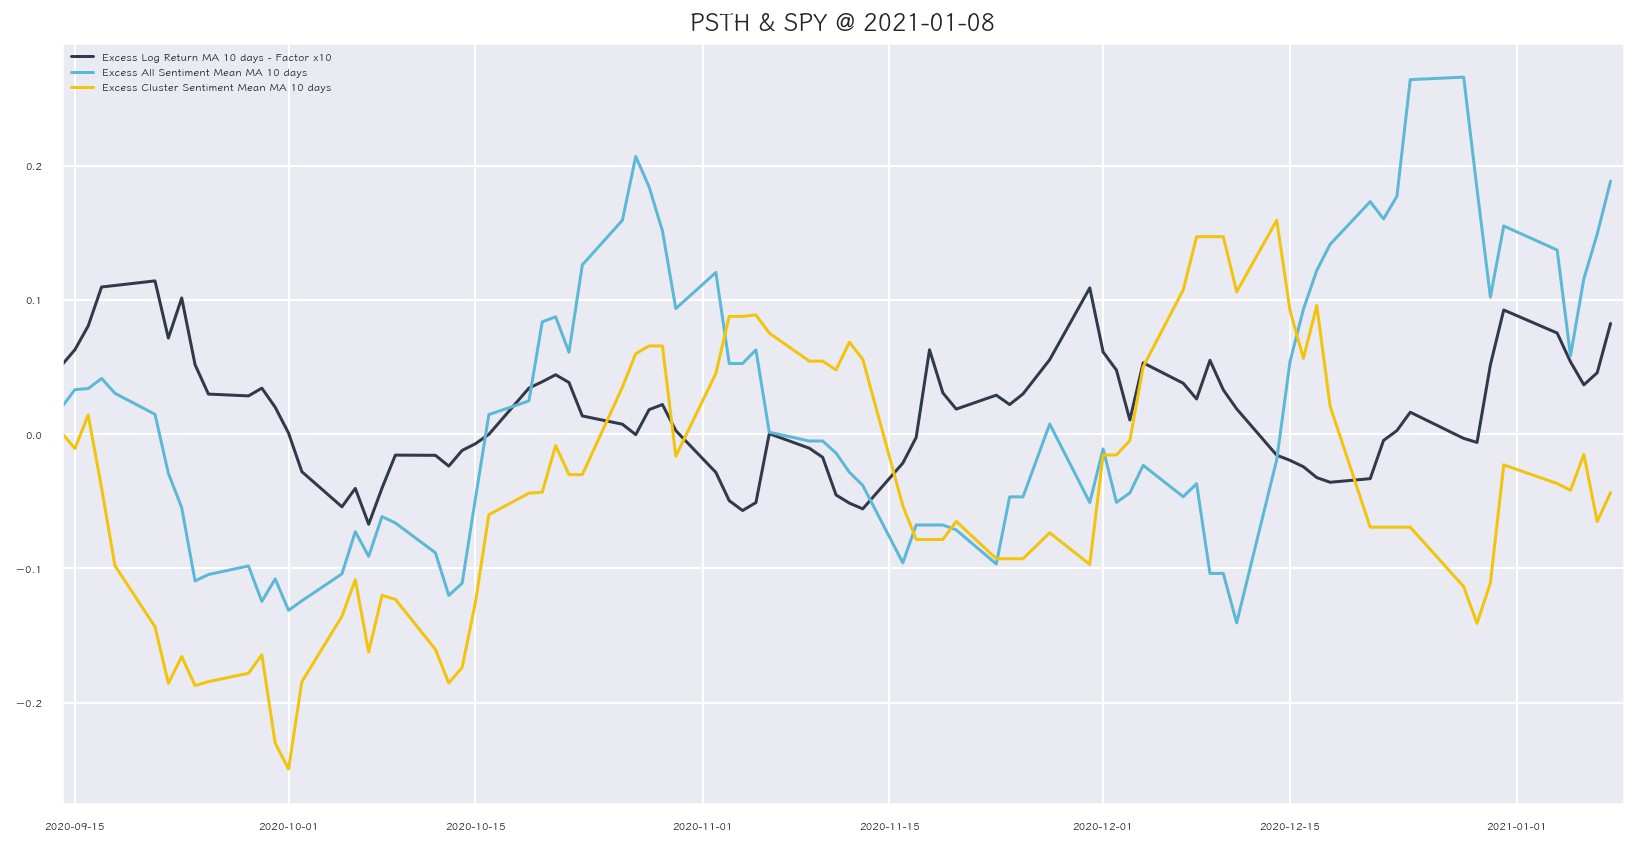 PSTH & SPY @ 2021-01-08
Excess Log Return MA 10 days - Factor x10
Excess All Sentiment Mean MA 10 days
Excess Cluster Sentiment Mean MA 10 days
0.2
0.1
0.0
−0.1
−0.2
2020-09-15 2020-10-01 2020-10-15 2020-11-01 2020-11-15 2020-12-01 2020-12-15 2021-01-01